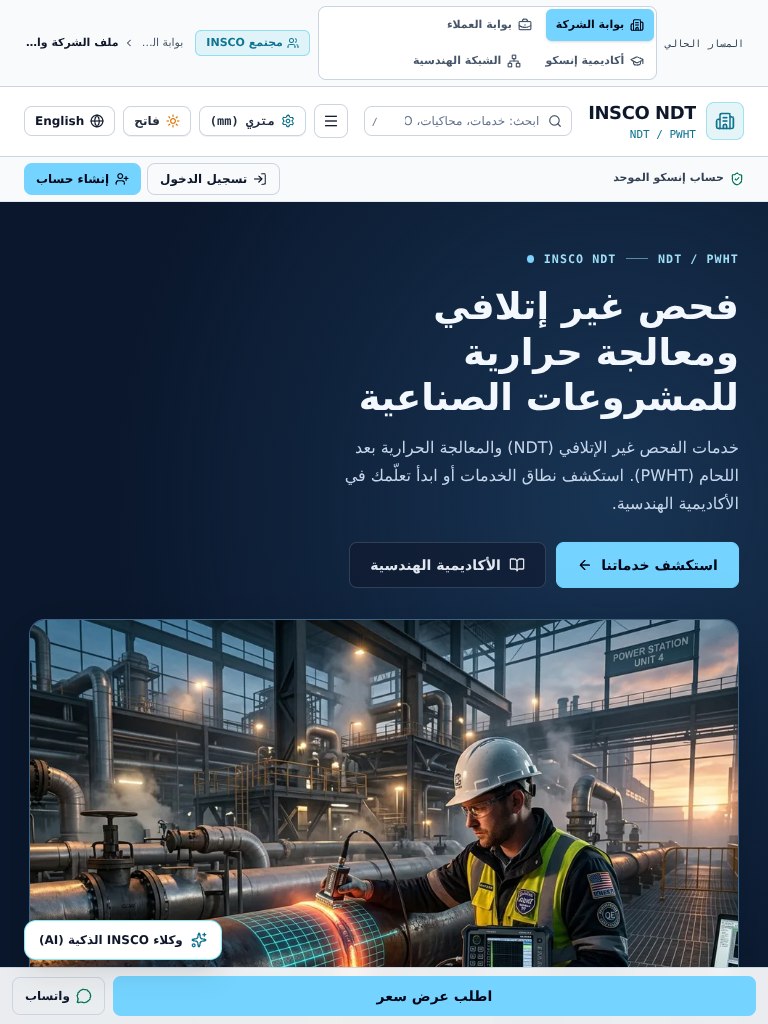 المسار الحالي
بوابة الشركة
بوابة العملاء
أكاديمية إنسكو
الشبكة الهندسية
مجتمع INSCO
بوابة الـ...
ملف الشركة وا...
INSCO NDT
NDT / PWHT
ابحث: خدمات، محاكيات، C
/
متري (mm)
فاتح
English
حساب إنسكو الموحد
تسجيل الدخول
إنشاء حساب
INSCO NDT — NDT / PWHT
فحص غير إتلافي
ومعالجة حرارية
للمشروعات الصناعية
خدمات الفحص غير الإتلافي (NDT) والمعالجة الحرارية بعد
اللحام (PWHT). استكشف نطاق الخدمات أو ابدأ تعلّمك في
الأكاديمية الهندسية.
استكشف خدماتنا
الأكاديمية الهندسية
POWER STATION
UNIT 4
وكلاء INSCO الذكية (AI)
اطلب عرض سعر
واتساب